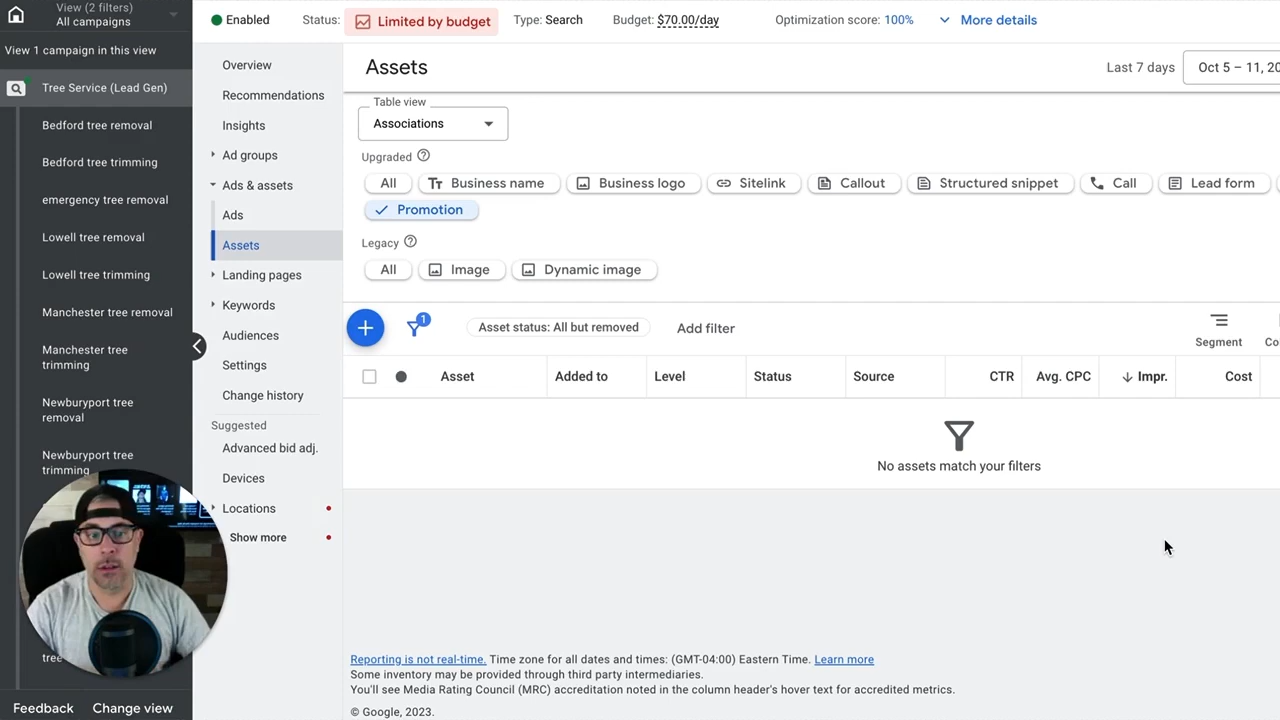 View (2 filters)
All campaigns
Enabled
Status:
Limited by budget
Type: Search
Budget: $70.00/day
Optimization score: 100%
More details
View 1 campaign in this view
Tree Service (Lead Gen)
Bedford tree removal
Bedford tree trimming
emergency tree removal
Lowell tree removal
Lowell tree trimming
Manchester tree removal
Manchester tree
trimming
Newburyport tree
removal
Newburyport tree
trimming
Feedback
Change view
Overview
Recommendations
Insights
Ad groups
Ads & assets
Ads
Assets
Landing pages
Keywords
Audiences
Settings
Change history
Suggested
Advanced bid adj.
Devices
Locations
Show more
Assets
Last 7 days
Oct 5 – 11, 20
Table view
Associations
Upgraded
All
Business name
Business logo
Sitelink
Callout
Structured snippet
Call
Lead form
Promotion
Legacy
All
Image
Dynamic image
1
Asset status: All but removed
Add filter
Segment
Co
Asset
Added to
Level
Status
Source
CTR
Avg. CPC
Impr.
Cost
No assets match your filters
Reporting is not real-time. Time zone for all dates and times: (GMT-04:00) Eastern Time. Learn more
Some inventory may be provided through third party intermediaries.
You'll see Media Rating Council (MRC) accreditation noted in the column header's hover text for accredited metrics.
© Google, 2023.